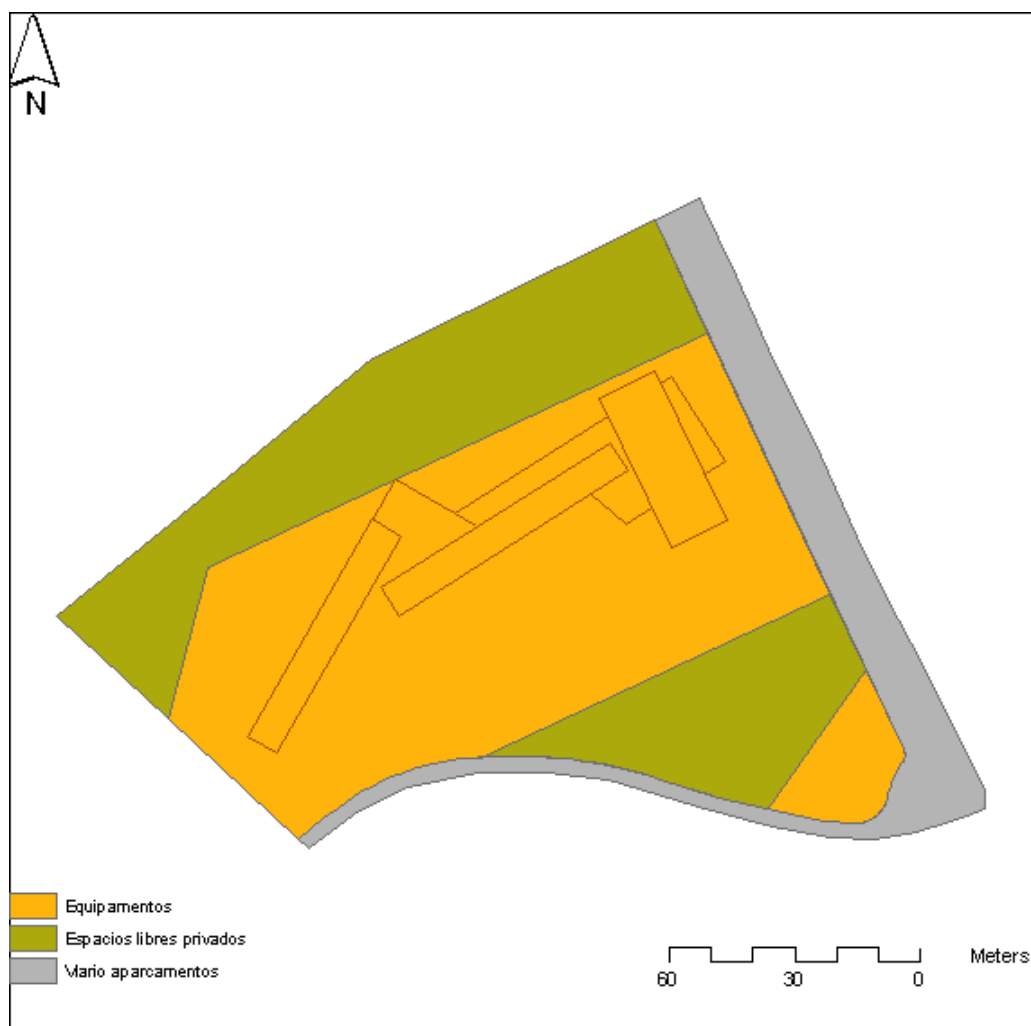 N
Equipamentos
Espacios libres privados
Viario aparcamentos
Meters
60 30 0